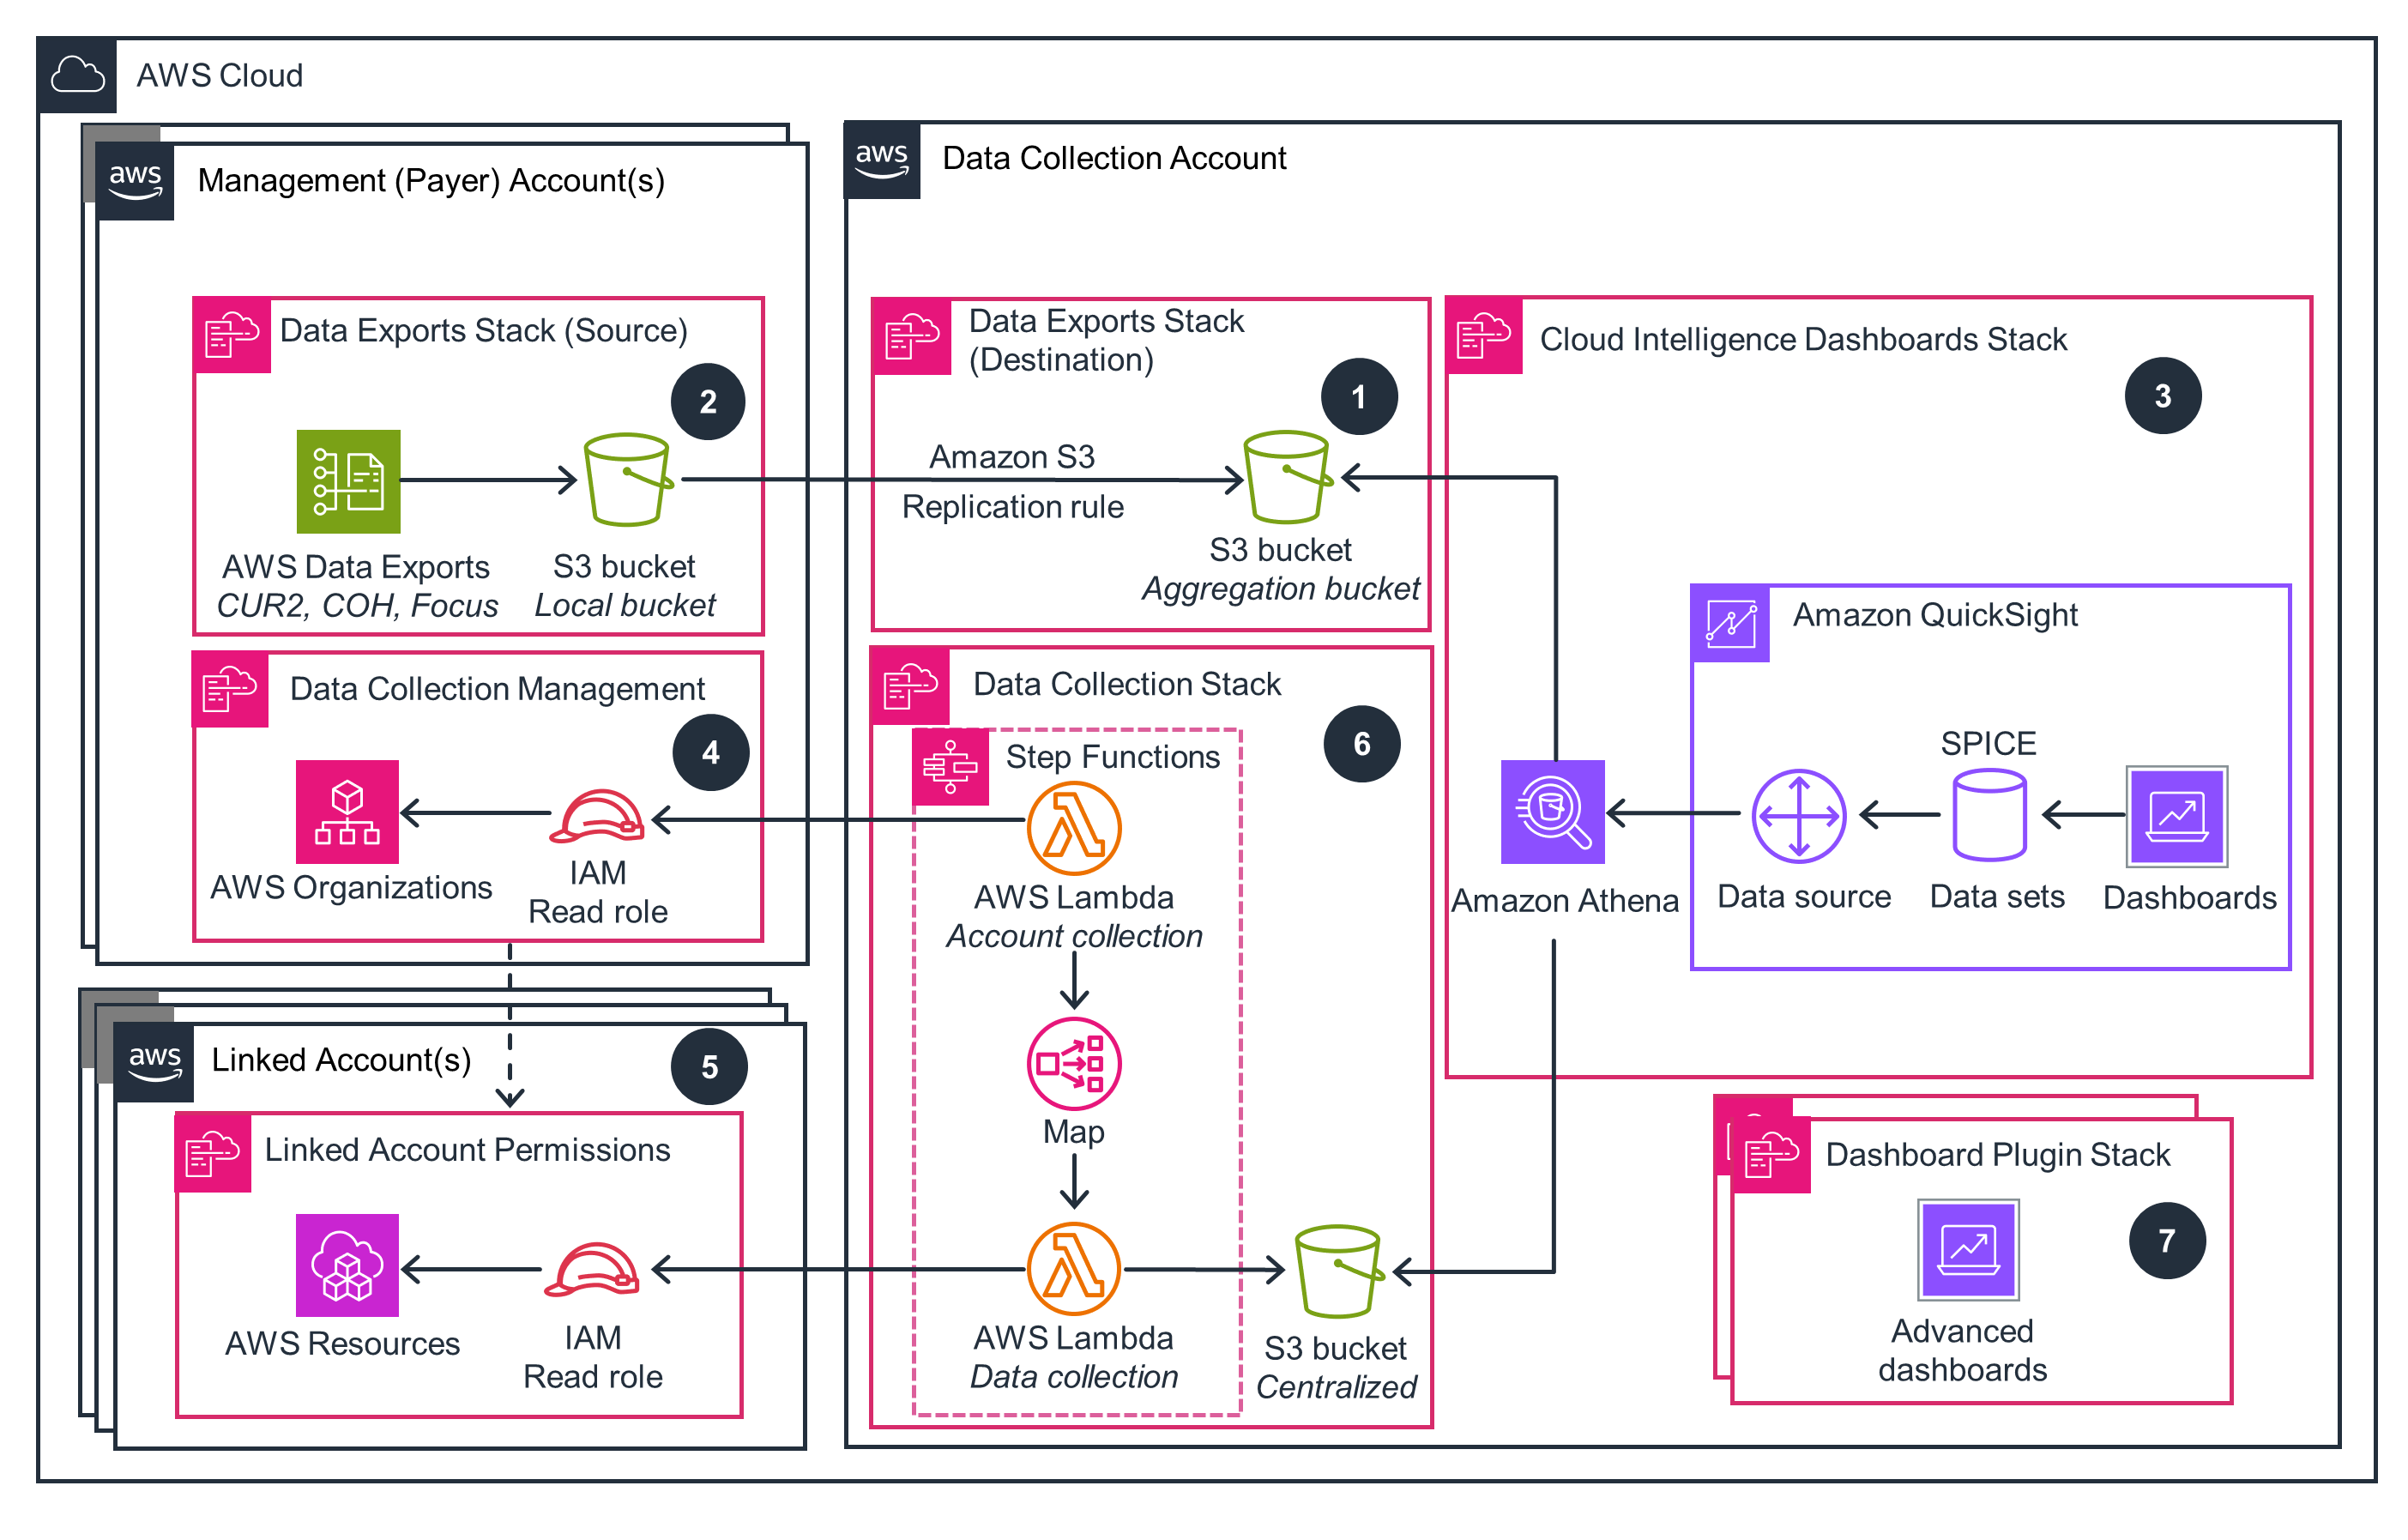 AWS Cloud
aws
Management (Payer) Account(s)
Data Exports Stack (Source)
2
AWS Data Exports
CUR2, COH, Focus
S3 bucket
Local bucket
Data Collection Management
4
AWS Organizations
IAM
Read role
aws
Linked Account(s)
5
Linked Account Permissions
AWS Resources
IAM
Read role
aws
Data Collection Account
Data Exports Stack
(Destination)
1
Amazon S3
Replication rule
S3 bucket
Aggregation bucket
Data Collection Stack
6
Step Functions
AWS Lambda
Account collection
Map
AWS Lambda
Data collection
S3 bucket
Centralized
Cloud Intelligence Dashboards Stack
3
Amazon QuickSight
SPICE
Amazon Athena
Data source
Data sets
Dashboards
Dashboard Plugin Stack
7
Advanced
dashboards